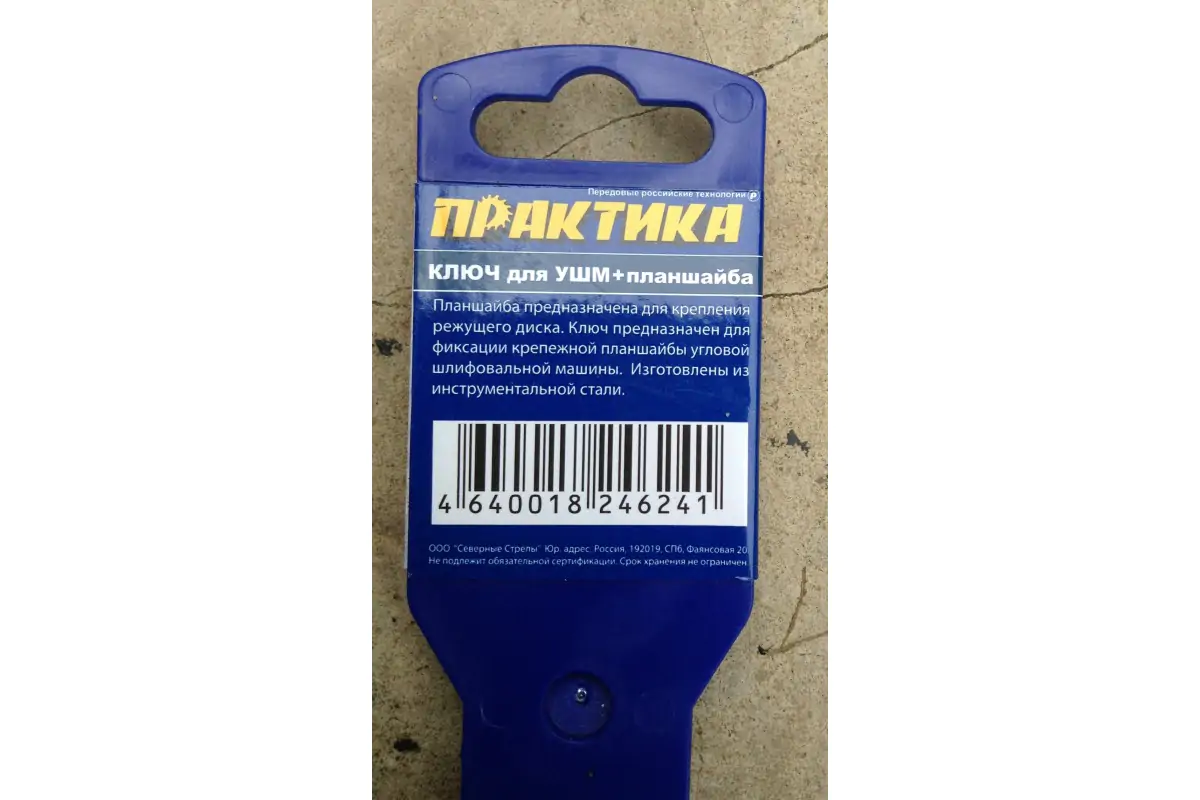 Передовые российские технологии
ПРАКТИКА
КЛЮЧ для УШМ+планшайба
Планшайба предназначена для крепления
режущего диска. Ключ предназначен для
фиксации крепежной планшайбы угловой
шлифовальной машины. Изготовлены из
инструментальной стали.
4 640018 246241
ООО "Северные Стрелы" Юр. адрес. Россия, 192019, СПб, Фаянсовая 20
Не подлежит обязательной сертификации. Срок хранения не ограничен.